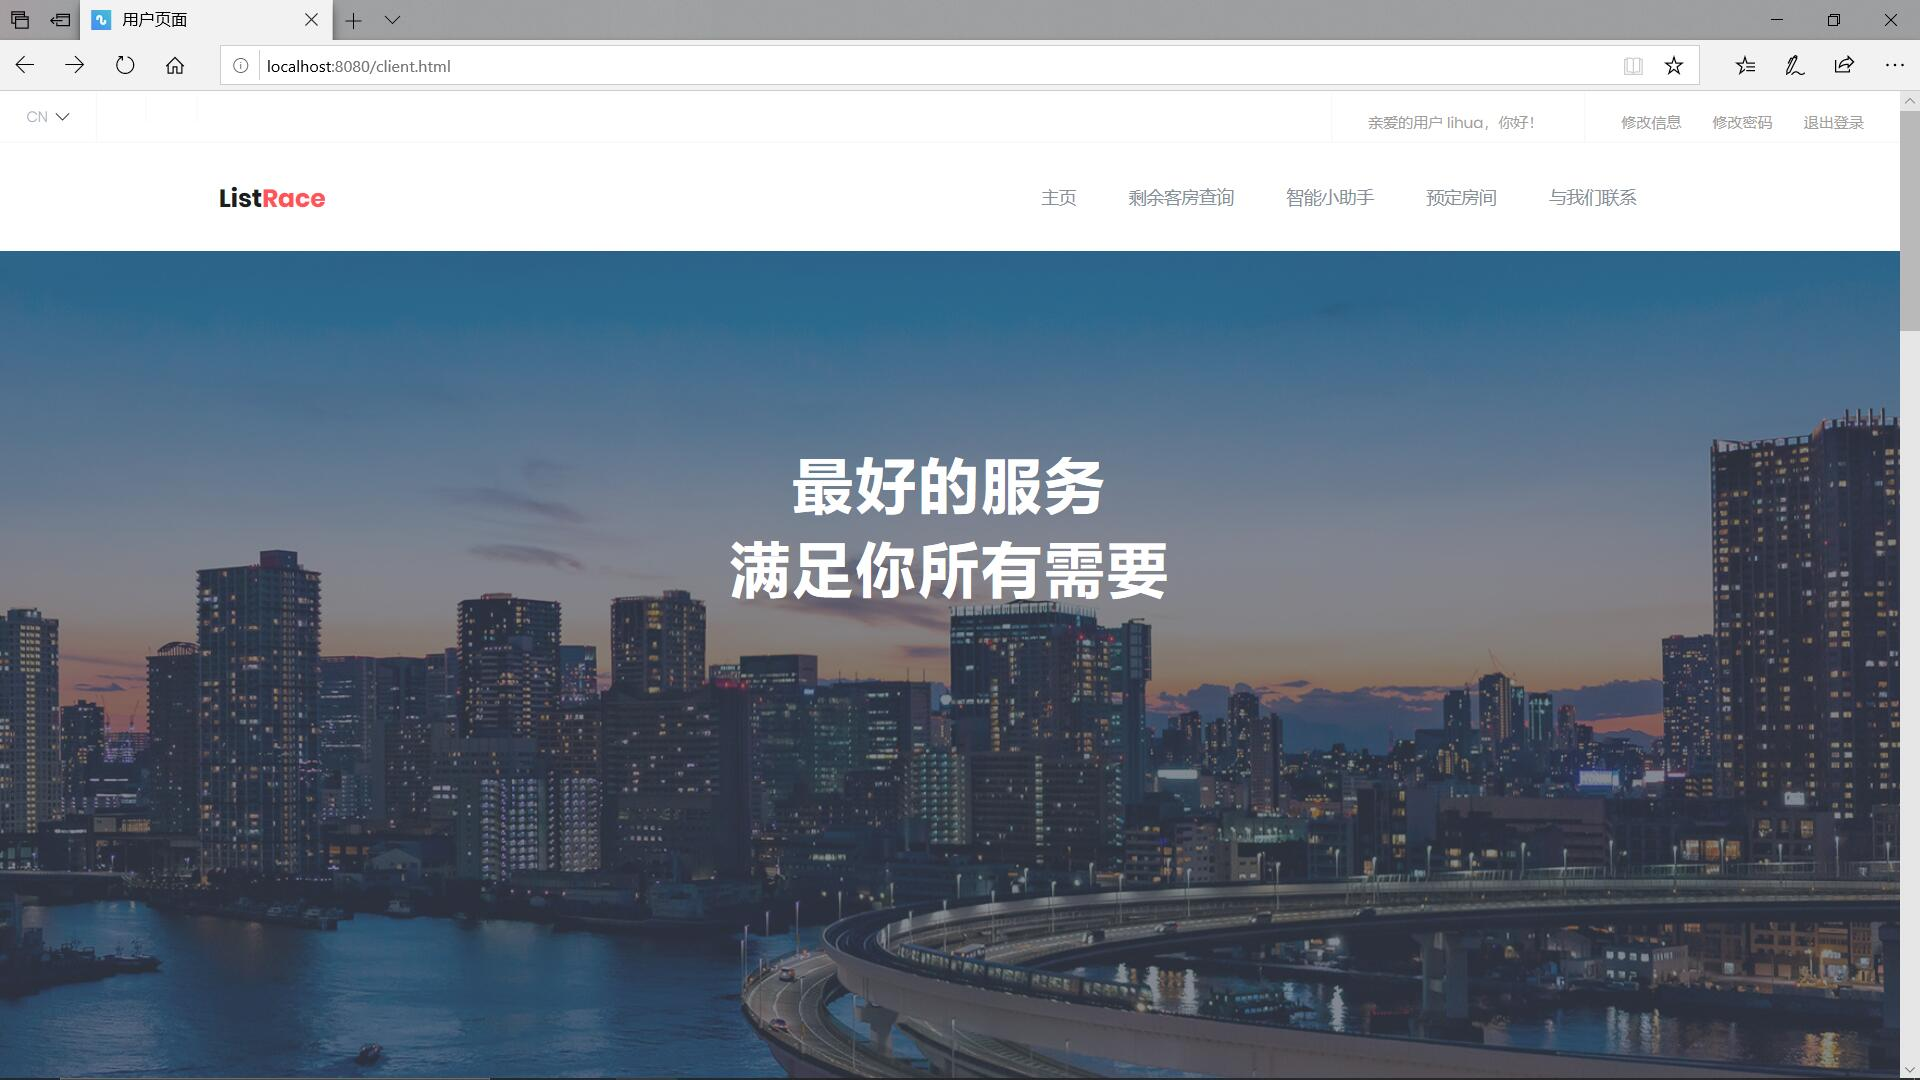 用户页面
localhost:8080/client.html
CN
亲爱的用户 lihua，你好！
修改信息 修改密码 退出登录
ListRace
主页 剩余客房查询 智能小助手 预定房间 与我们联系
最好的服务
满足你所有需要